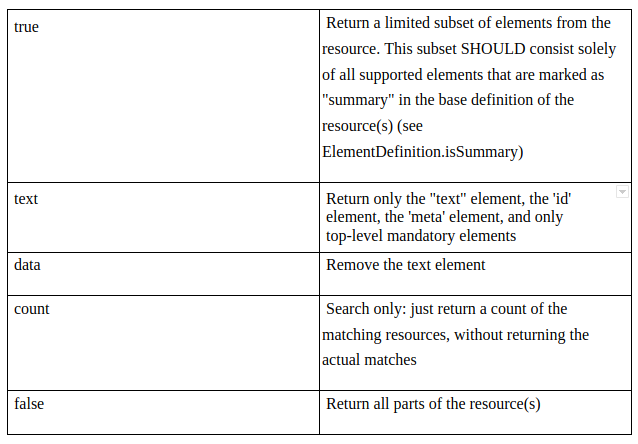 true
Return a limited subset of elements from the
resource. This subset SHOULD consist solely
of all supported elements that are marked as
"summary" in the base definition of the
resource(s) (see
ElementDefinition.isSummary)
text
Return only the "text" element, the 'id'
element, the 'meta' element, and only
top-level mandatory elements
data
Remove the text element
count
Search only: just return a count of the
matching resources, without returning the
actual matches
false
Return all parts of the resource(s)